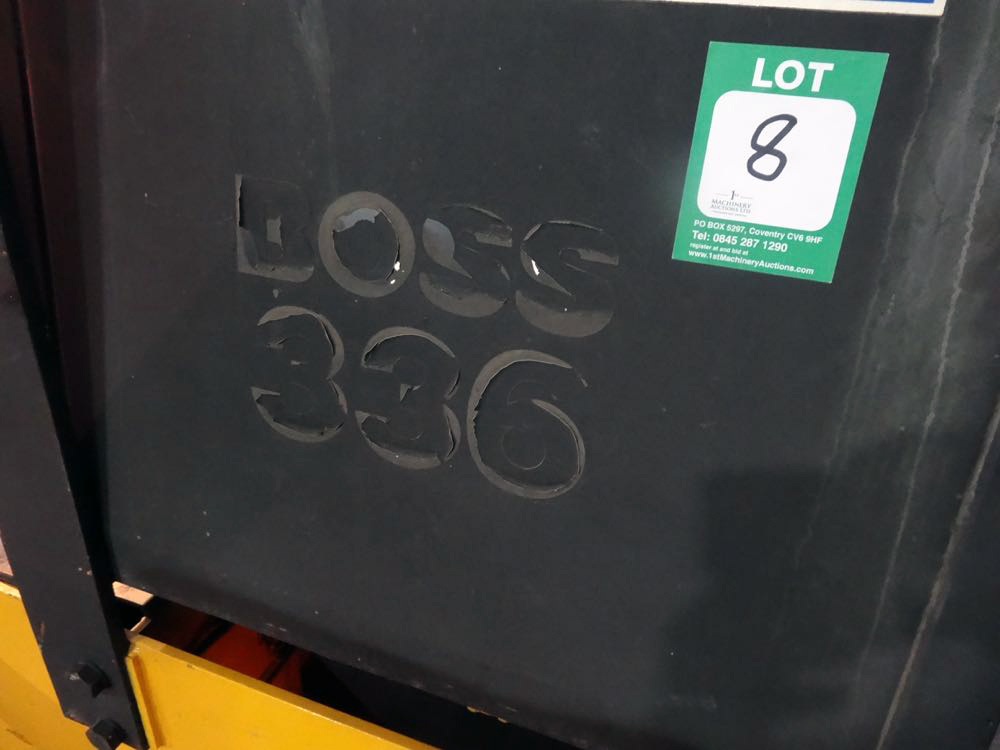 LOT
8
1st
MACHINERY
AUCTIONS LTD
PO BOX 5297, Coventry CV6 9HF
Tel: 0845 287 1290
register at and bid at
www.1stMachineryAuctions.com
BOSS
336